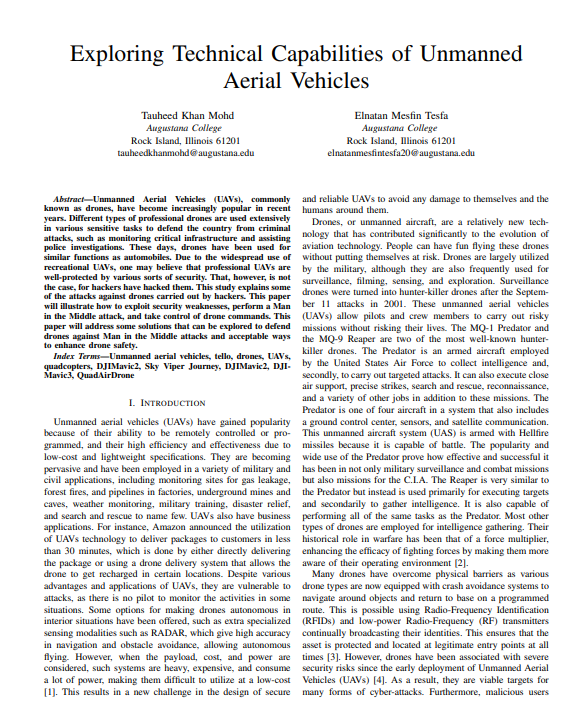 Exploring Technical Capabilities of Unmanned
Aerial Vehicles
Tauheed Khan Mohd
Augustana College
Rock Island, Illinois 61201
tauheedkhanmohd@augustana.edu
Elnatan Mesfin Tesfa
Augustana College
Rock Island, Illinois 61201
elnatanmesfintesfa20@augustana.edu
Abstract—Unmanned Aerial Vehicles (UAVs), commonly
known as drones, have become increasingly popular in recent
years. Different types of professional drones are used extensively
in various sensitive tasks to defend the country from criminal
attacks, such as monitoring critical infrastructure and assisting
police investigations. These days, drones have been used for
similar functions as automobiles. Due to the widespread use of
recreational UAVs, one may believe that professional UAVs are
well-protected by various sorts of security. That, however, is not
the case, for hackers have hacked them. This study explains some
of the attacks against drones carried out by hackers. This paper
will illustrate how to exploit security weaknesses, perform a Man
in the Middle attack, and take control of drone commands. This
paper will address some solutions that can be explored to defend
drones against Man in the Middle attacks and acceptable ways
to enhance drone safety.
Index Terms—Unmanned aerial vehicles, tello, drones, UAVs,
quadcopters, DJIMavic2, Sky Viper Journey, DJIMavic2, DJI-
Mavic3, QuadAirDrone
I. Introduction
Unmanned aerial vehicles (UAVs) have gained popularity
because of their ability to be remotely controlled or pro-
grammed, and their high efficiency and effectiveness due to
low-cost and lightweight specifications. They are becoming
pervasive and have been employed in a variety of military and
civil applications, including monitoring sites for gas leakage,
forest fires, and pipelines in factories, underground mines and
caves, weather monitoring, military training, disaster relief,
and search and rescue to name few. UAVs also have business
applications. For instance, Amazon announced the utilization
of UAVs technology to deliver packages to customers in less
than 30 minutes, which is done by either directly delivering
the package or using a drone delivery system that allows the
drone to get recharged in certain locations. Despite various
advantages and applications of UAVs, they are vulnerable to
attacks, as there is no pilot to monitor the activities in some
situations. Some options for making drones autonomous in
interior situations have been offered, such as extra specialized
sensing modalities such as RADAR, which give high accuracy
in navigation and obstacle avoidance, allowing autonomous
flying. However, when the payload, cost, and power are
considered, such systems are heavy, expensive, and consume
a lot of power, making them difficult to utilize at a low-cost
[1]. This results in a new challenge in the design of secure
and reliable UAVs to avoid any damage to themselves and the
humans around them.
Drones, or unmanned aircraft, are a relatively new tech-
nology that has contributed significantly to the evolution of
aviation technology. People can have fun flying these drones
without putting themselves at risk. Drones are largely utilized
by the military, although they are also frequently used for
surveillance, filming, sensing, and exploration. Surveillance
drones were turned into hunter-killer drones after the Septem-
ber 11 attacks in 2001. These unmanned aerial vehicles
(UAVs) allow pilots and crew members to carry out risky
missions without risking their lives. The MQ-1 Predator and
the MQ-9 Reaper are two of the most well-known hunter-
killer drones. The Predator is an armed aircraft employed
by the United States Air Force to collect intelligence and,
secondly, to carry out targeted attacks. It can also execute close
air support, precise strikes, search and rescue, reconnaissance,
and a variety of other jobs in addition to these missions. The
Predator is one of four aircraft in a system that also includes
a ground control center, sensors, and satellite communication.
This unmanned aircraft system (UAS) is armed with Hellfire
missiles because it is capable of battle. The popularity and
wide use of the Predator prove how effective and successful it
has been in not only military surveillance and combat missions
but also missions for the C.I.A. The Reaper is very similar to
the Predator but instead is used primarily for executing targets
and secondarily to gather intelligence. It is also capable of
performing all of the same tasks as the Predator. Most other
types of drones are employed for intelligence gathering. Their
historical role in warfare has been that of a force multiplier,
enhancing the efficacy of fighting forces by making them more
aware of their operating environment [2].
Many drones have overcome physical barriers as various
drone types are now equipped with crash avoidance systems to
navigate around objects and return to base on a programmed
route. This is possible using Radio-Frequency Identification
(RFIDs) and low-power Radio-Frequency (RF) transmitters
continually broadcasting their identities. This ensures that the
asset is protected and located at legitimate entry points at all
times [3]. However, drones have been associated with severe
security risks since the early deployment of Unmanned Aerial
Vehicles (UAVs) [4]. As a result, they are viable targets for
many forms of cyber-attacks. Furthermore, malicious users